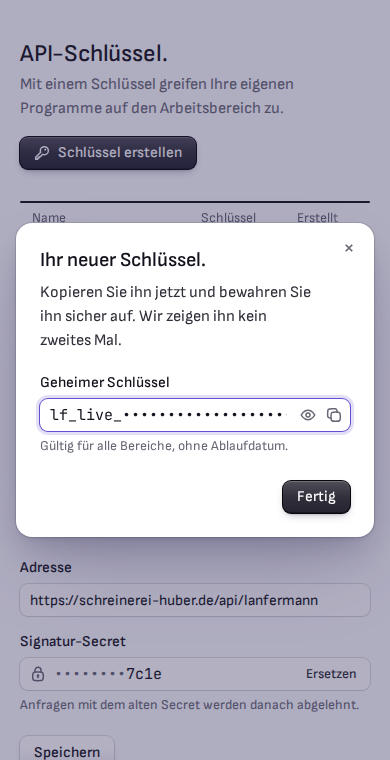 API-Schlüssel.
Mit einem Schlüssel greifen Ihre eigenen
Programme auf den Arbeitsbereich zu.
Schlüssel erstellen
Name Schlüssel Erstellt
×
Ihr neuer Schlüssel.
Kopieren Sie ihn jetzt und bewahren Sie
ihn sicher auf. Wir zeigen ihn kein
zweites Mal.
Geheimer Schlüssel
lf_live_••••••••••••••••••
Gültig für alle Bereiche, ohne Ablaufdatum.
Fertig
Adresse
https://schreinerei-huber.de/api/lanfermann
Signatur-Secret
••••••••7c1e Ersetzen
Anfragen mit dem alten Secret werden danach abgelehnt.
Speichern